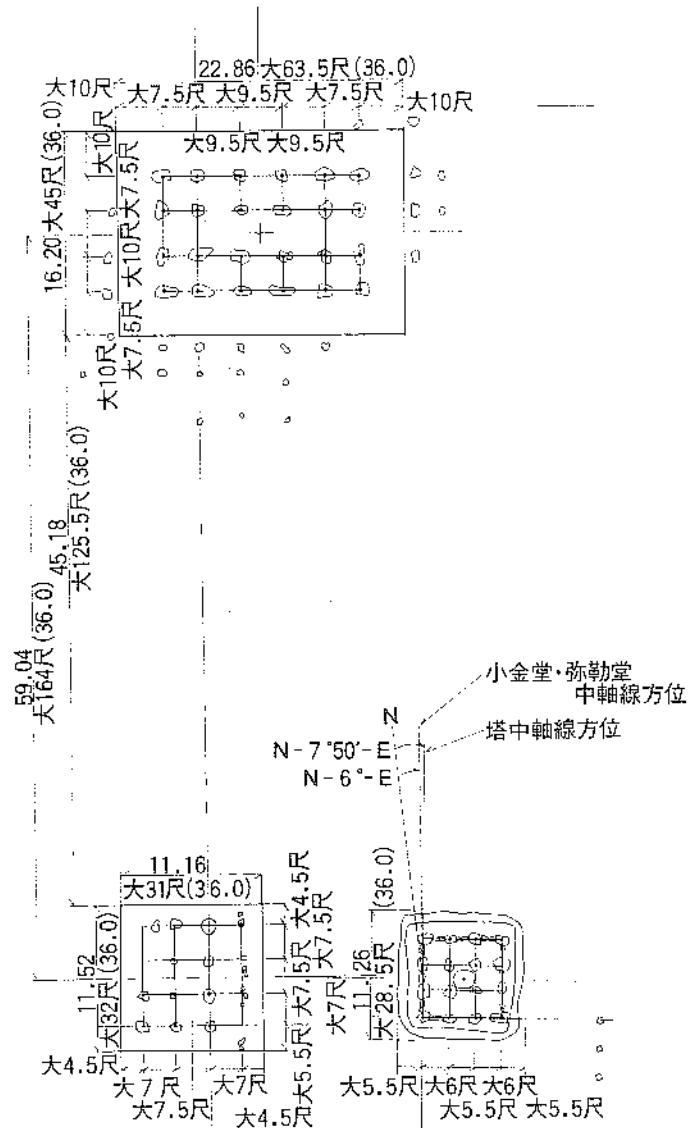 22.86 大63.5尺(36.0)
大10尺
大7.5尺 大9.5尺 大7.5尺
大10尺
大9.5尺 大9.5尺
大10尺
大7.5尺
大10尺
大7.5尺
大10尺
16.20 大45尺(36.0)
45.18
大125.5尺(36.0)
59.04
大164尺(36.0)
小金堂・弥勒堂
中軸線方位
塔中軸線方位
N
N-7°50′-E
N-6°-E
11.16
大31尺(36.0)
11.52
大32尺(36.0)
大4.5尺
大7.5尺
大7.5尺
大7尺
大5.5尺
大4.5尺
大7尺
大7尺
大7.5尺
大4.5尺
(36.0)
11.26
大28.5尺
大5.5尺 大6尺 大6尺
大5.5尺 大5.5尺